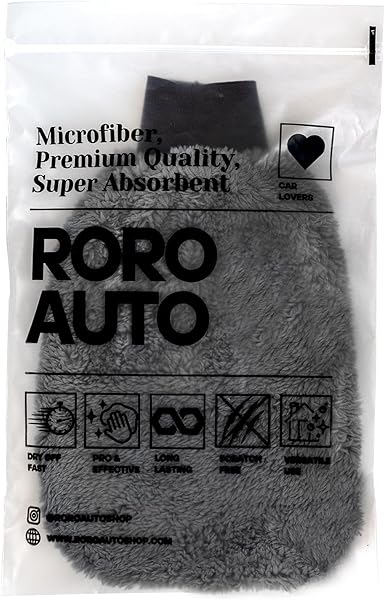 Microfiber,
Premium Quality,
Super Absorbent
CAR
LOVERS
RORO
AUTO
DRY OFF
FAST
PRO &
EFFECTIVE
LONG
LASTING
SCRATCH
FREE
VERSATILE
USE
@ROROAUTOSHOP
WWW.ROROAUTOSHOP.COM